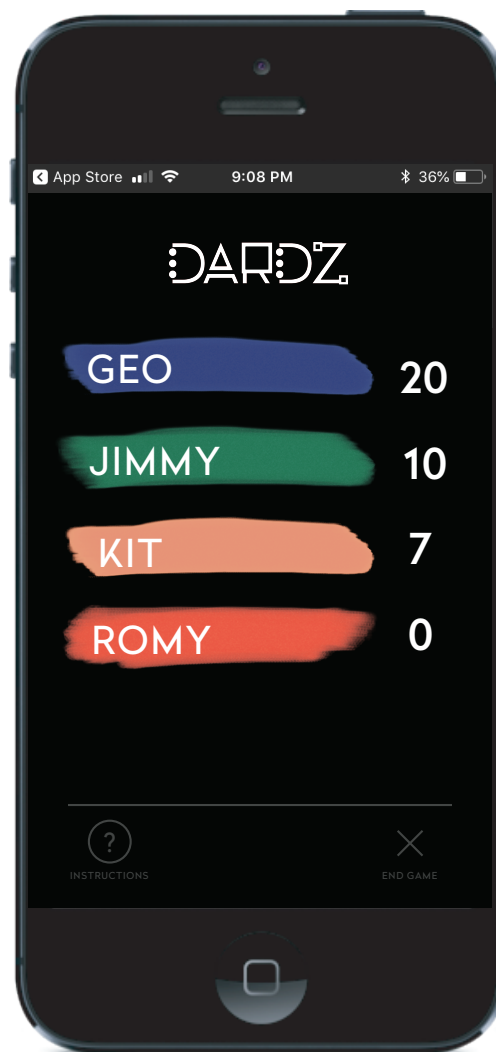 App Store 9:08 PM 36%
DARDZ
GEO 20
JIMMY 10
KIT 7
ROMY 0
?
INSTRUCTIONS END GAME